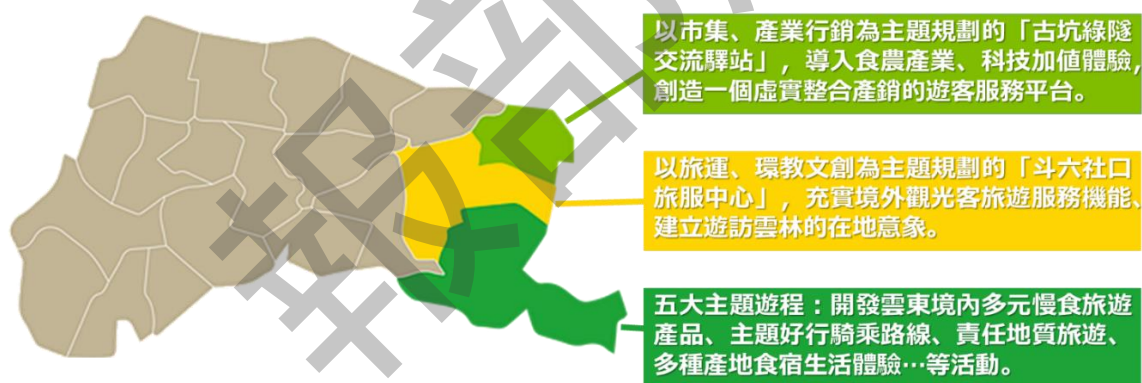 以市集、產業行銷為主題規劃的「古坑綠隧
交流驛站」，導入食農產業、科技加值體驗，
創造一個虛實整合產銷的遊客服務平台。
以旅運、環教文創為主題規劃的「斗六社口
旅服中心」，充實境外觀光客旅遊服務機能、
建立遊訪雲林的在地意象。
五大主題遊程：開發雲東境內多元慢食旅遊
產品、主題好行騎乘路線、責任地質旅遊、
多種產地食宿生活體驗…等活動。